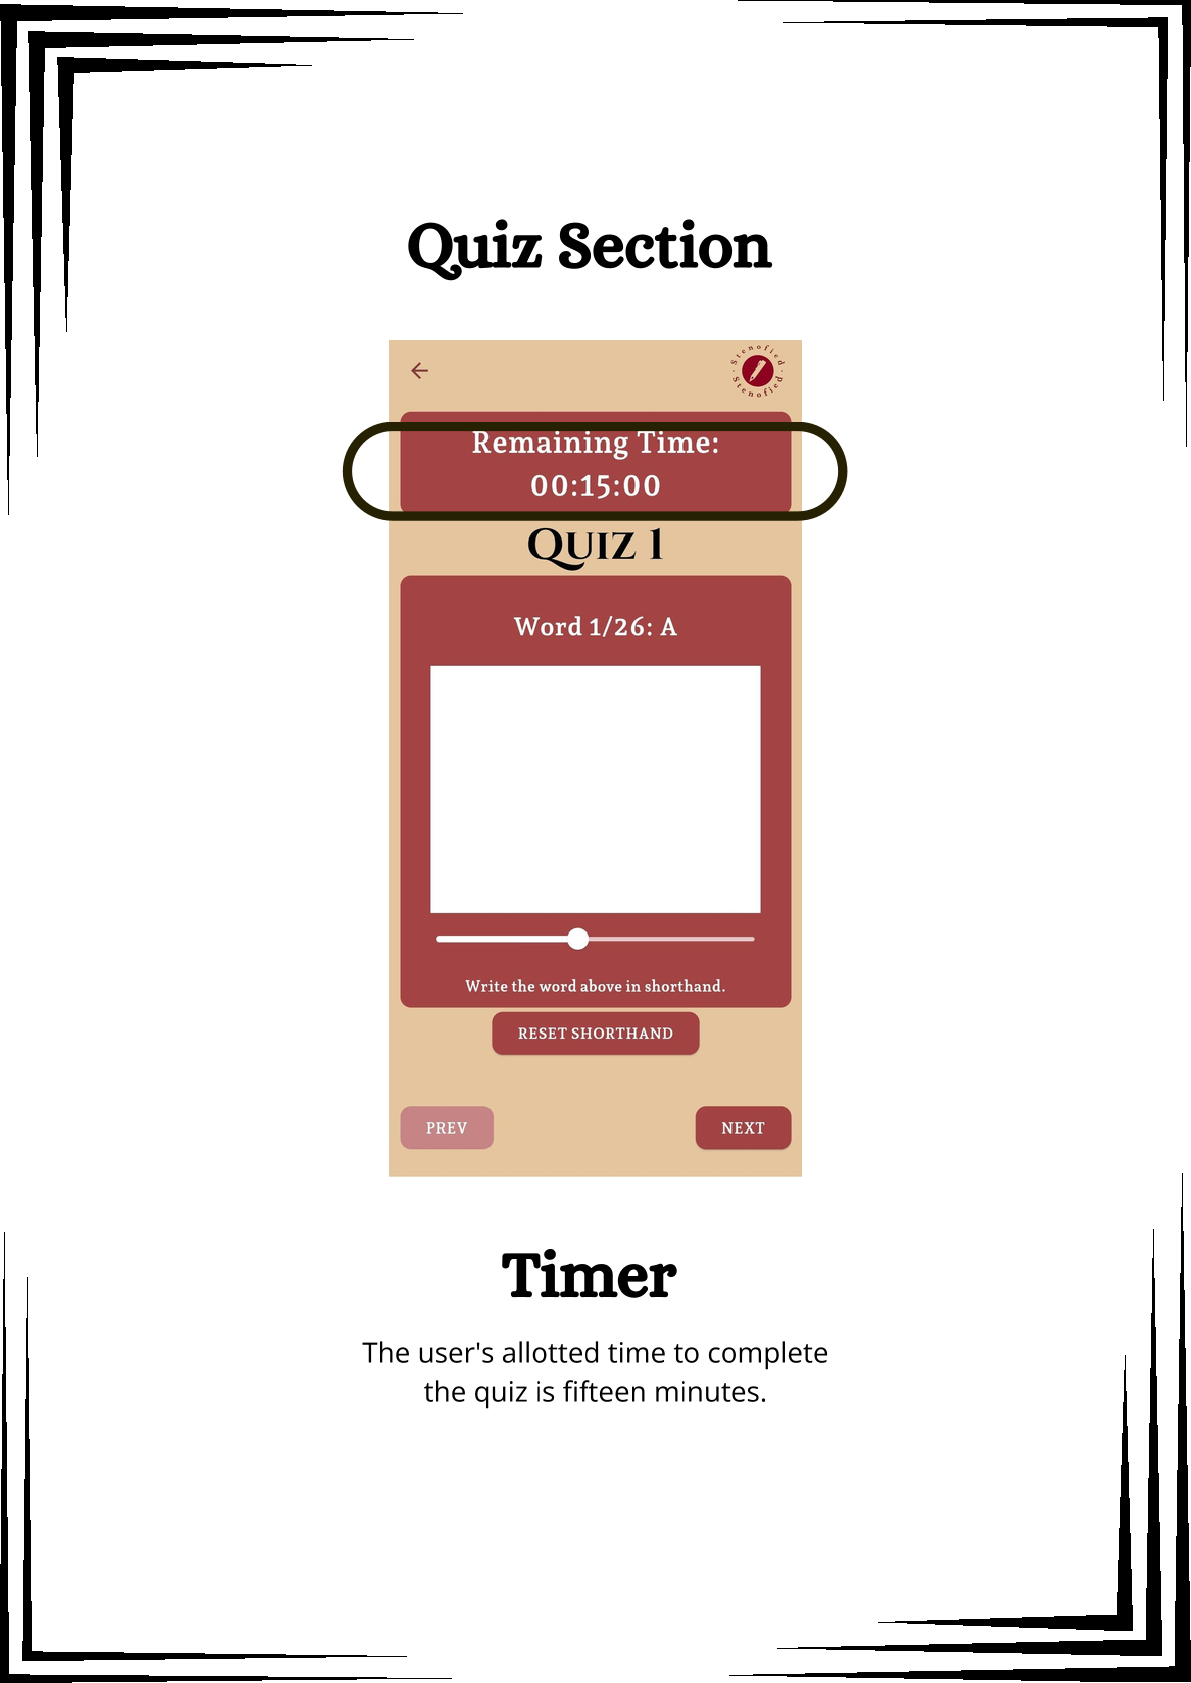 Quiz Section
· Stenofied · Stenofied
Remaining Time:
00:15:00
Quiz 1
Word 1/26: A
Write the word above in shorthand.
RESET SHORTHAND
PREV
NEXT
Timer
The user's allotted time to complete
the quiz is fifteen minutes.